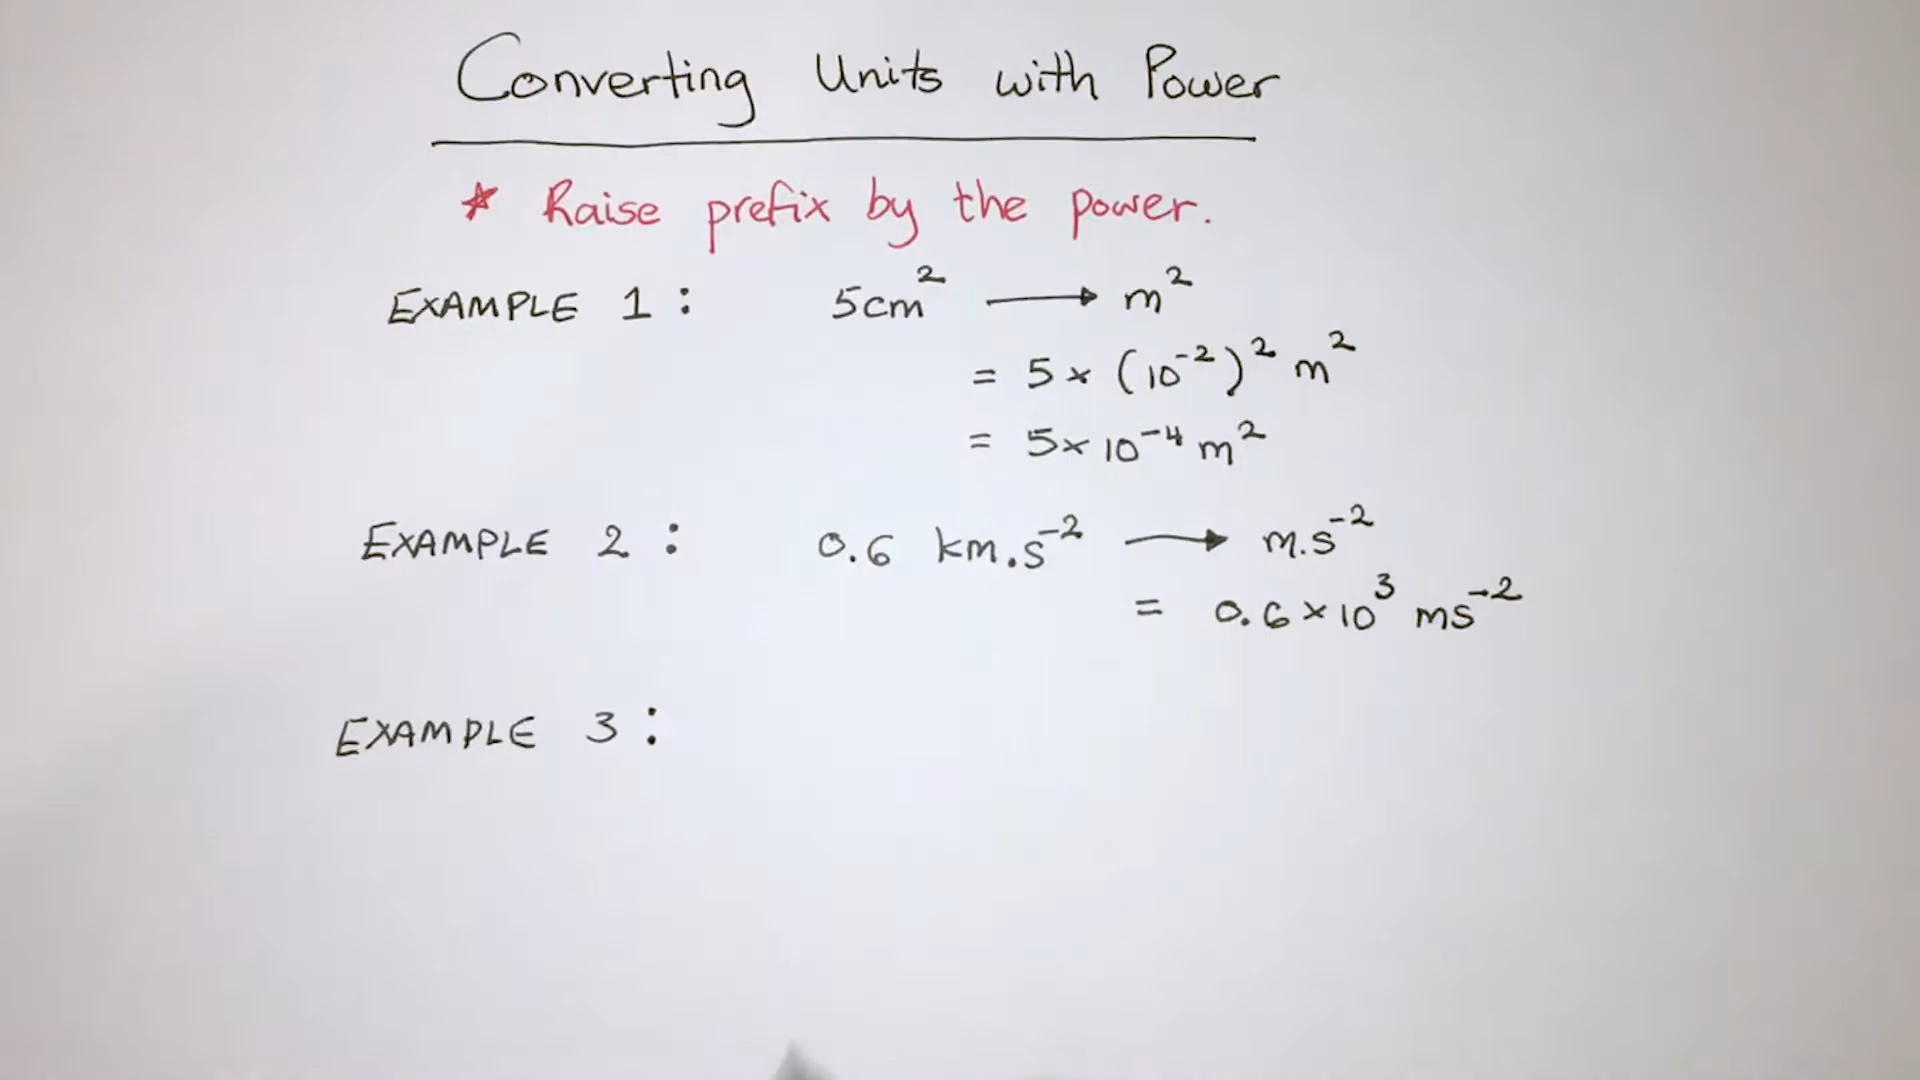 Converting Units with Power
* Raise prefix by the power.
EXAMPLE 1 : 5cm² → m²
= 5 × (10⁻²)² m²
= 5 × 10⁻⁴ m²
EXAMPLE 2 : 0.6 km.s⁻² → m.s⁻²
= 0.6 × 10³ ms⁻²
EXAMPLE 3 :